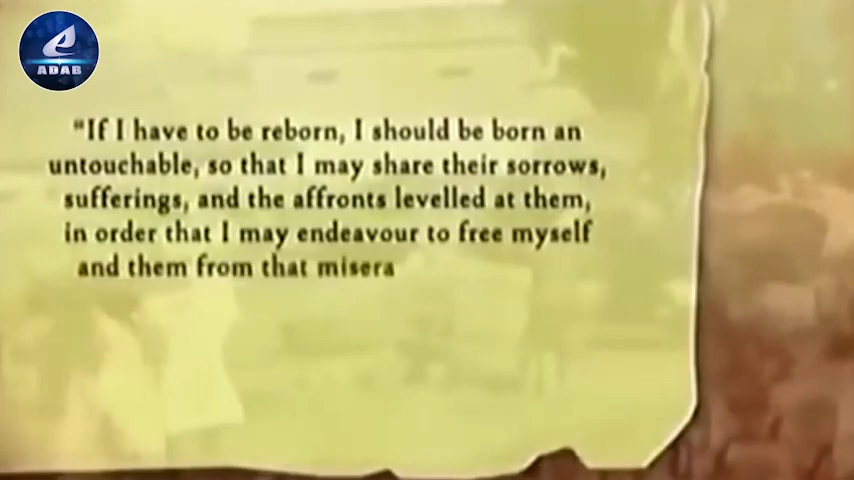 ADAB
"If I have to be reborn, I should be born an
untouchable, so that I may share their sorrows,
sufferings, and the affronts levelled at them,
in order that I may endeavour to free myself
and them from that misera